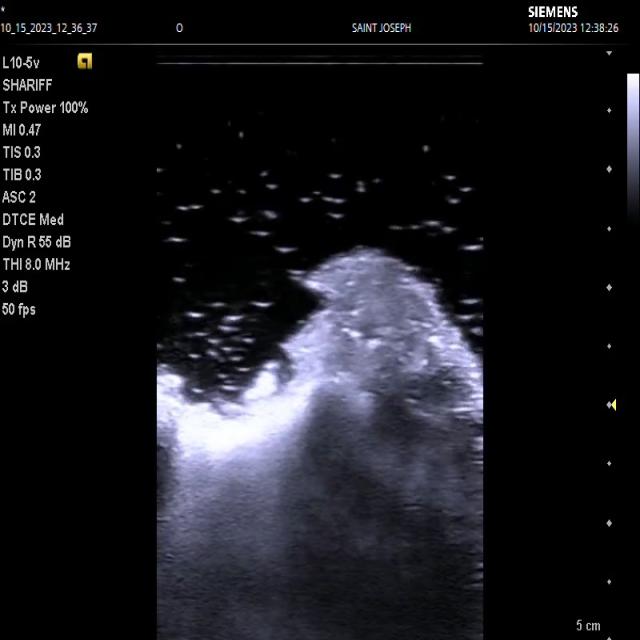 *
SIEMENS
10_15_2023_12_36_37 O SAINT JOSEPH 10/15/2023 12:38:26
L10-5v
SHARIFF
Tx Power 100%
MI 0.47
TIS 0.3
TIB 0.3
ASC 2
DTCE Med
Dyn R 55 dB
THI 8.0 MHz
3 dB
50 fps
5 cm